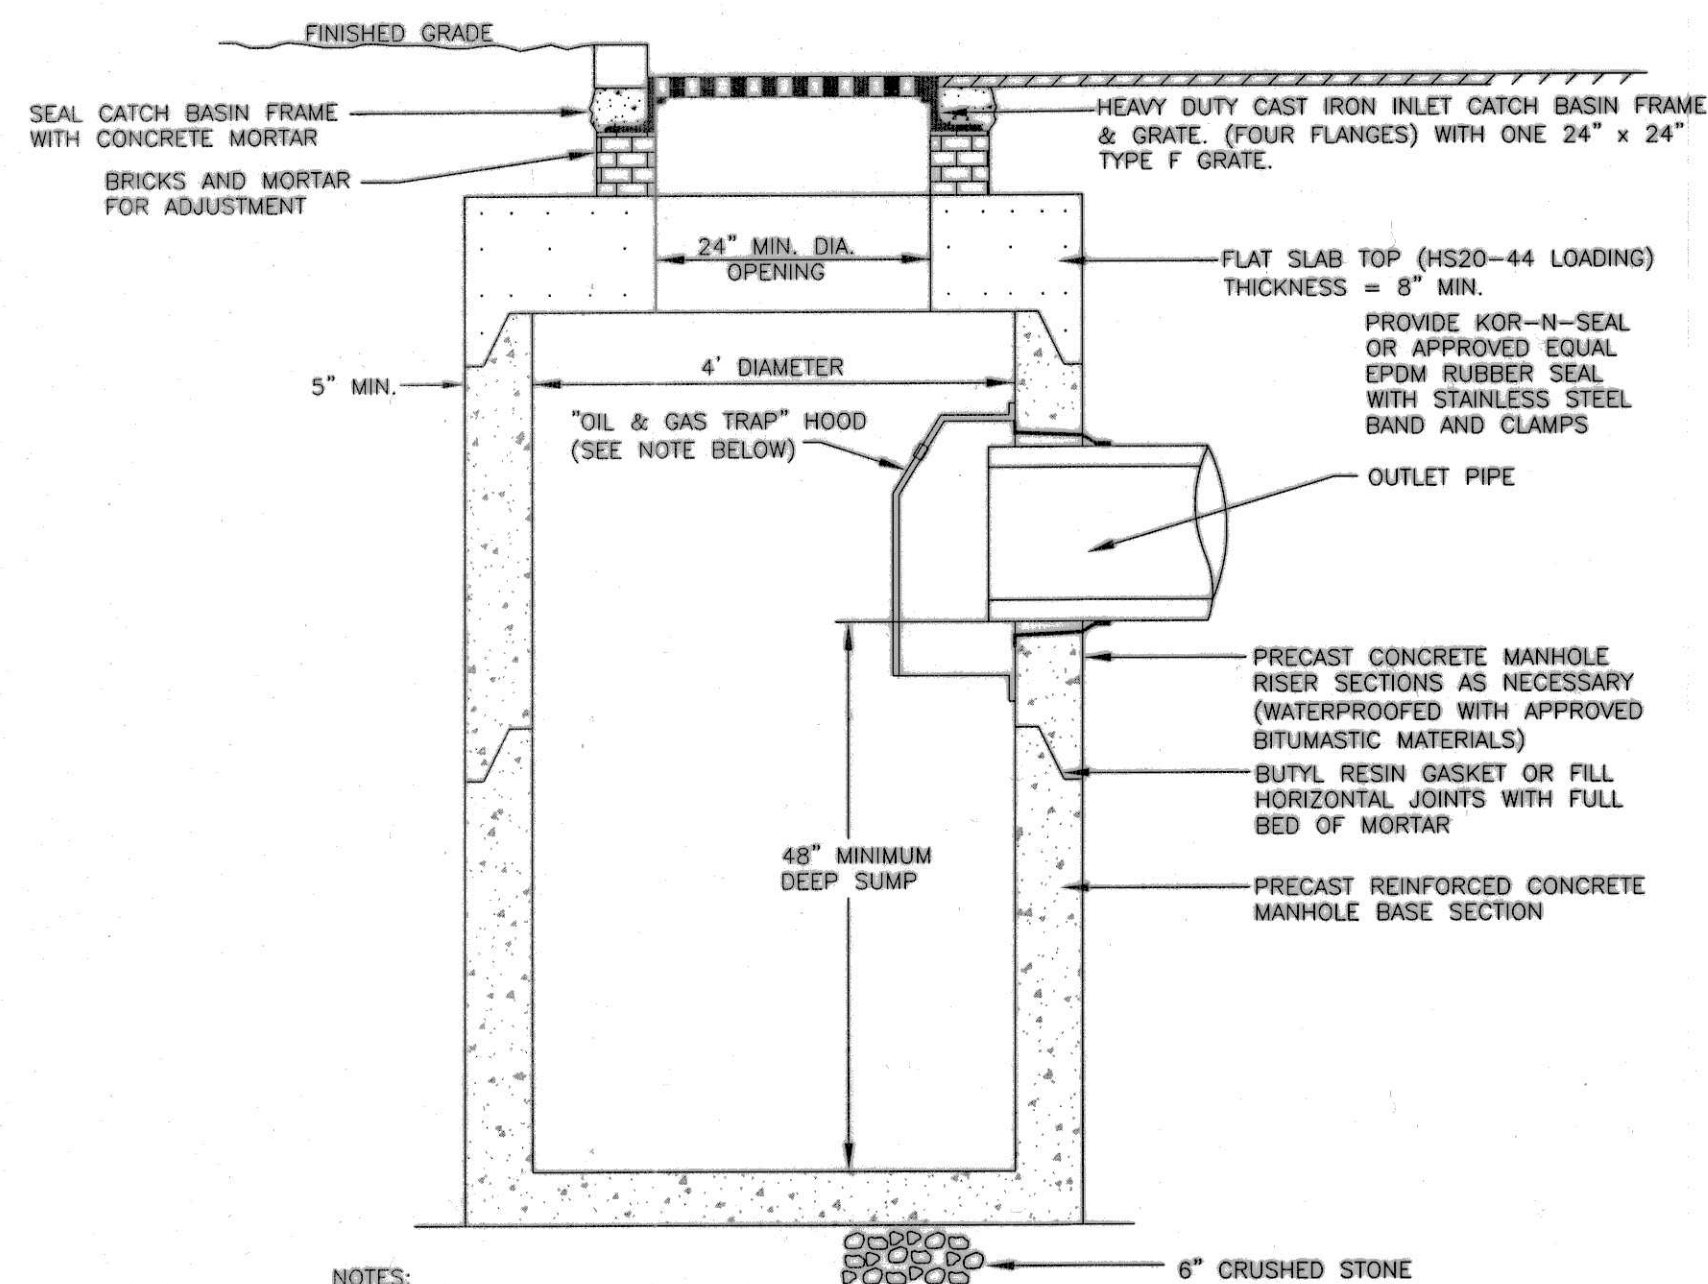 FINISHED GRADE
SEAL CATCH BASIN FRAME
WITH CONCRETE MORTAR
BRICKS AND MORTAR
FOR ADJUSTMENT
HEAVY DUTY CAST IRON INLET CATCH BASIN FRAME
& GRATE. (FOUR FLANGES) WITH ONE 24" x 24"
TYPE F GRATE.
24" MIN. DIA.
OPENING
FLAT SLAB TOP (HS20-44 LOADING)
THICKNESS = 8" MIN.
PROVIDE KOR-N-SEAL
OR APPROVED EQUAL
EPDM RUBBER SEAL
WITH STAINLESS STEEL
BAND AND CLAMPS
5" MIN.
4' DIAMETER
"OIL & GAS TRAP" HOOD
(SEE NOTE BELOW)
OUTLET PIPE
PRECAST CONCRETE MANHOLE
RISER SECTIONS AS NECESSARY
(WATERPROOFED WITH APPROVED
BITUMASTIC MATERIALS)
BUTYL RESIN GASKET OR FILL
HORIZONTAL JOINTS WITH FULL
BED OF MORTAR
48" MINIMUM
DEEP SUMP
PRECAST REINFORCED CONCRETE
MANHOLE BASE SECTION
6" CRUSHED STONE
NOTES: